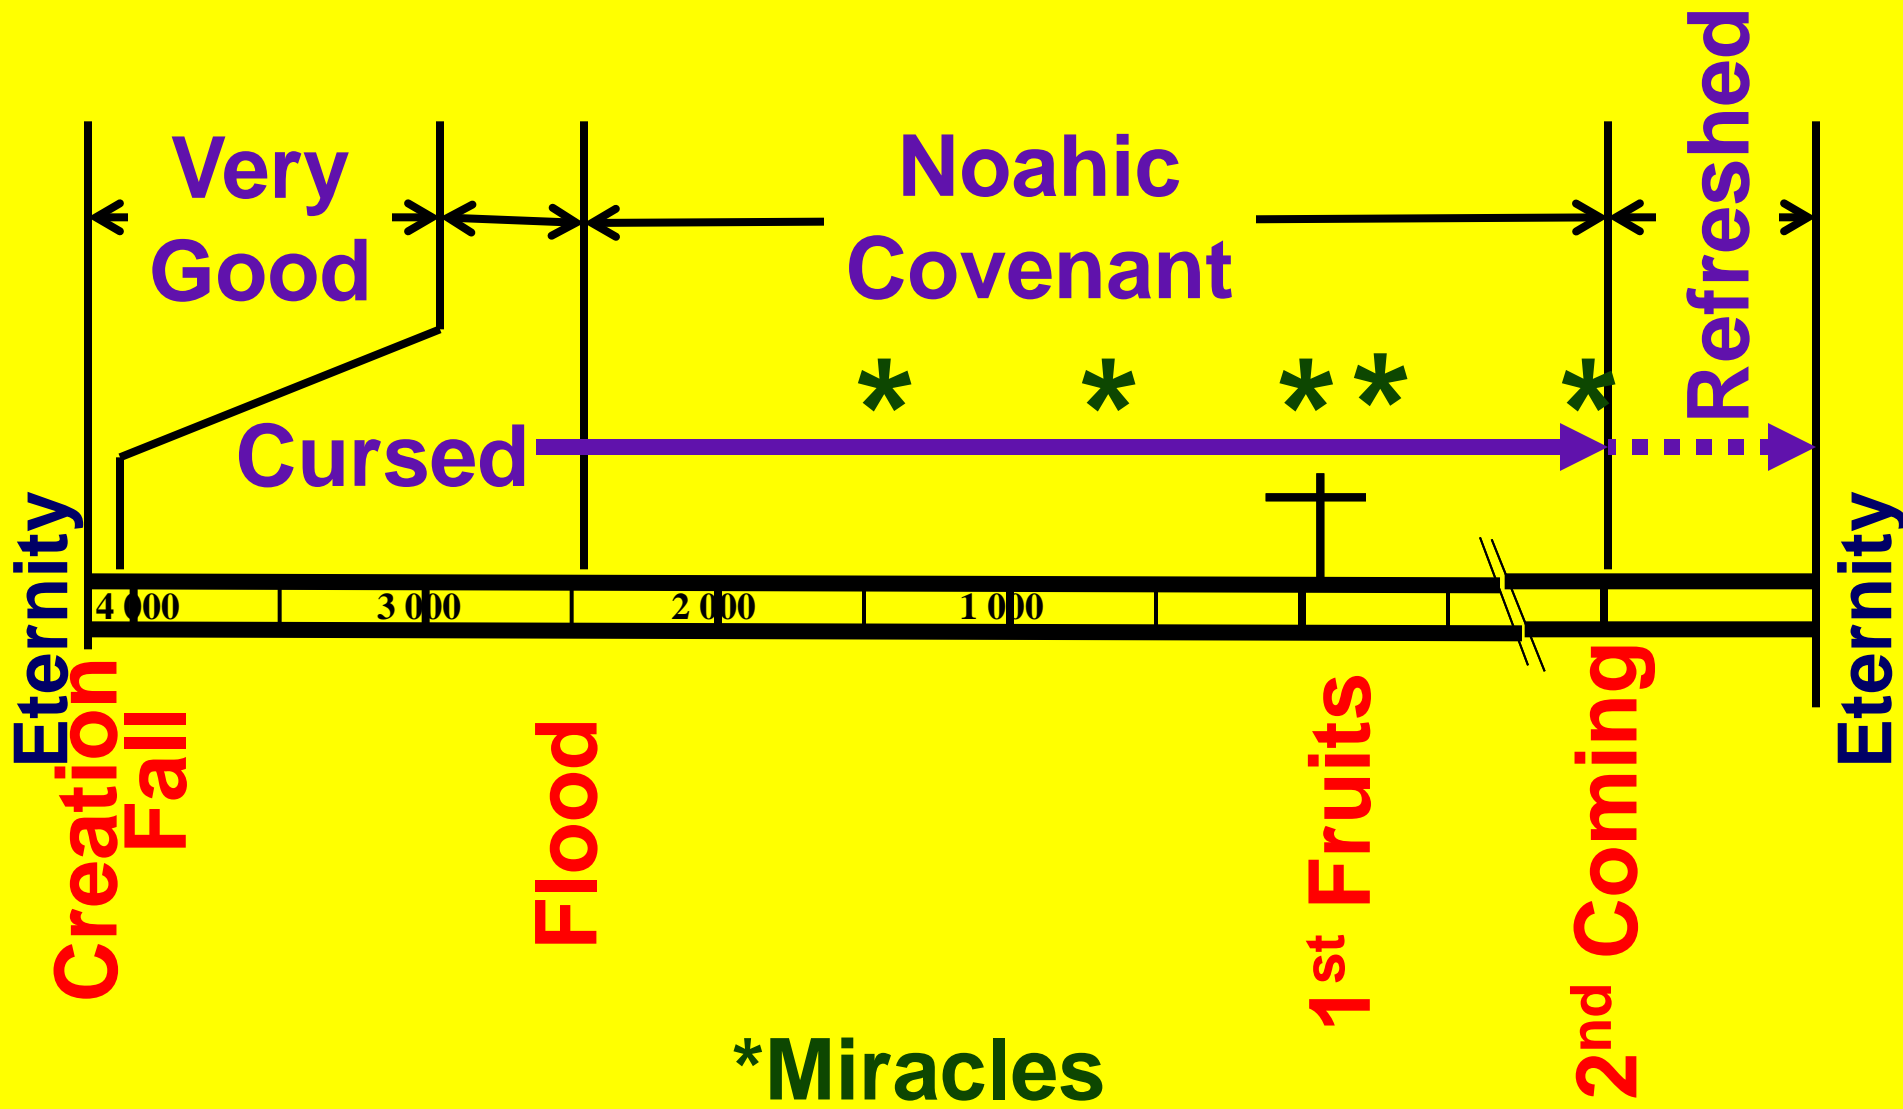 Very
Good
Noahic
Covenant
Refreshed
* * * * *
Cursed
Eternity
Eternity
4 000 3 000 2 000 1 000
Creation
Fall
Flood
1st Fruits
2nd Coming
*Miracles